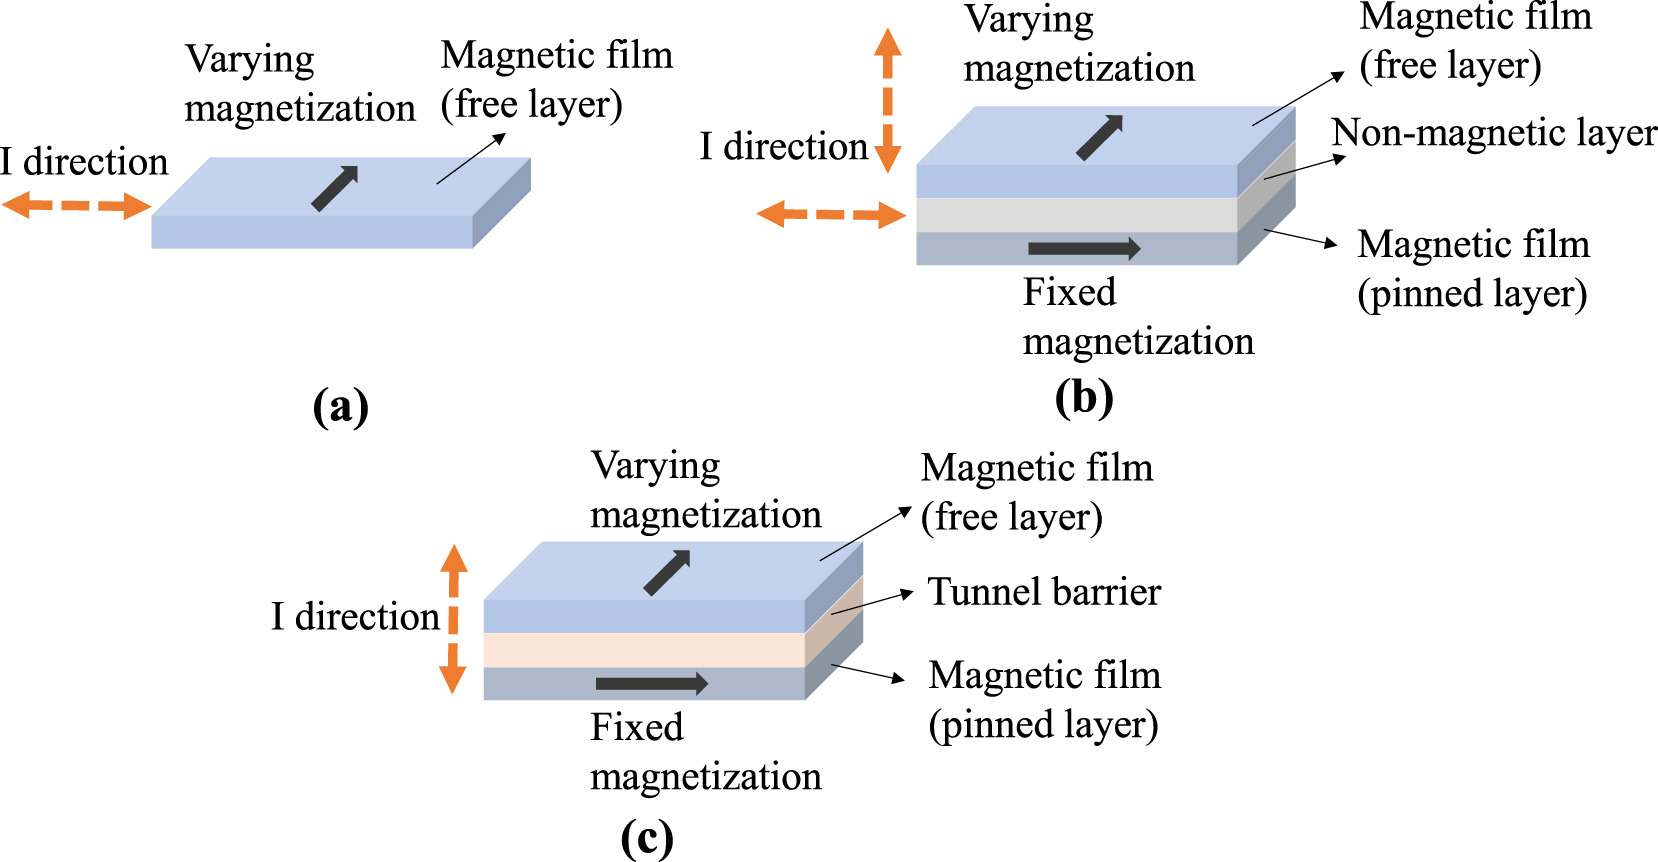 Varying
magnetization
Magnetic film
(free layer)
I direction
(a)
Varying
magnetization
Magnetic film
(free layer)
Non-magnetic layer
I direction
Magnetic film
(pinned layer)
Fixed
magnetization
(b)
Varying
magnetization
Magnetic film
(free layer)
Tunnel barrier
I direction
Magnetic film
(pinned layer)
Fixed
magnetization
(c)